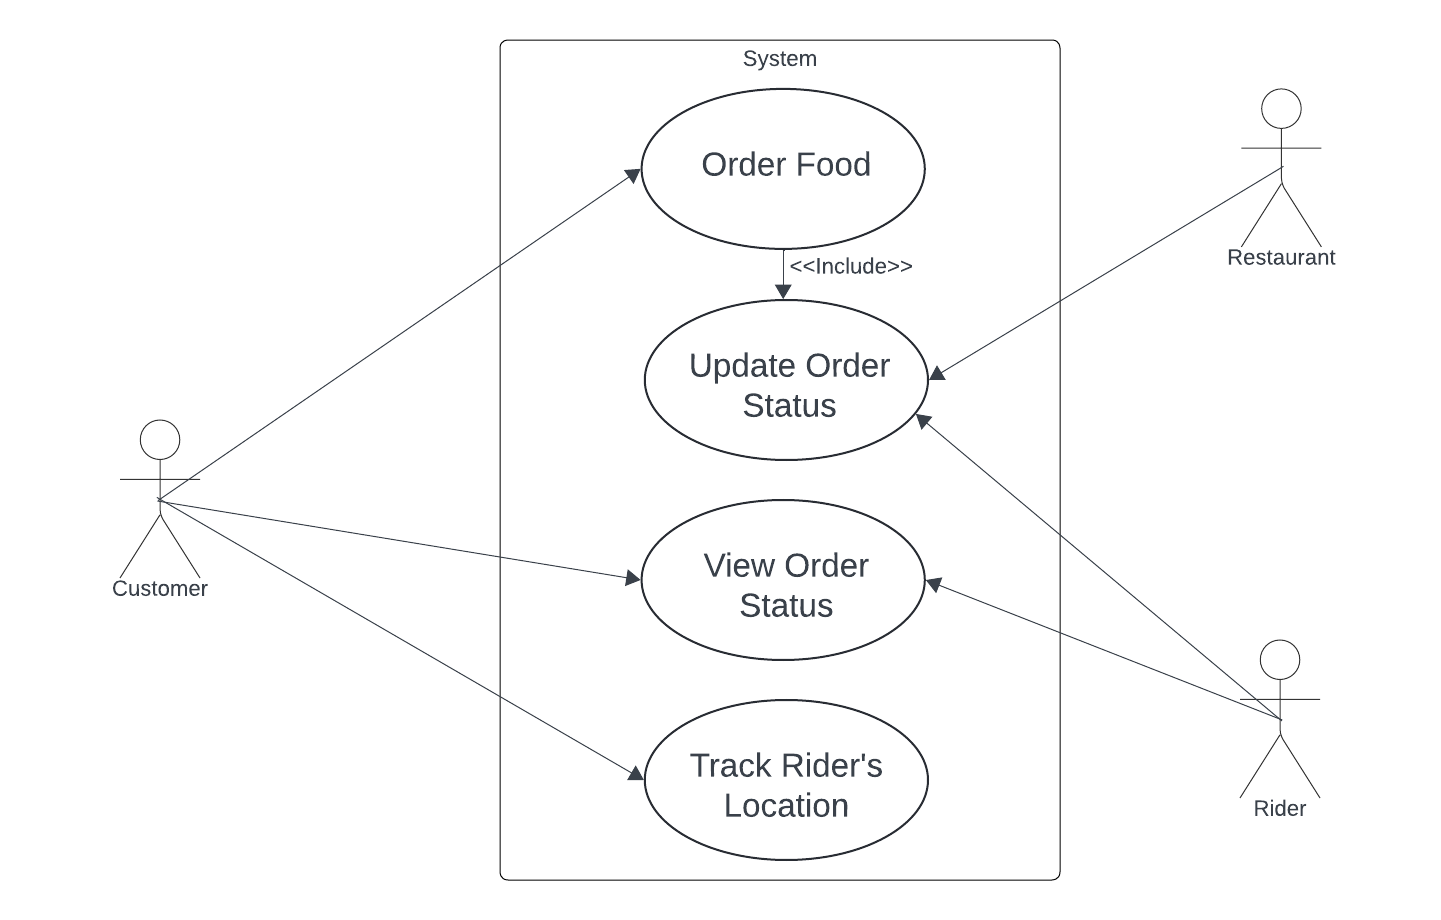 System
Order Food
<<Include>>
Restaurant
Update Order
Status
Customer
View Order
Status
Track Rider's
Location
Rider